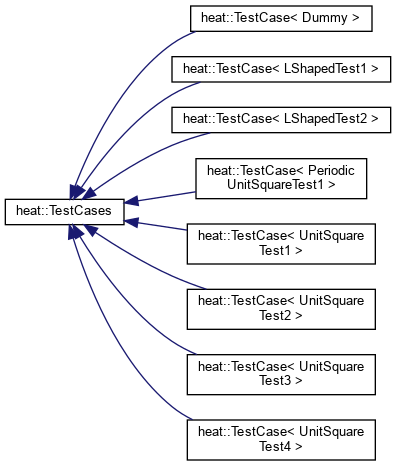 heat::TestCase< Dummy >
heat::TestCase< LShapedTest1 >
heat::TestCase< LShapedTest2 >
heat::TestCase< Periodic
UnitSquareTest1 >
heat::TestCases
heat::TestCase< UnitSquare
Test1 >
heat::TestCase< UnitSquare
Test2 >
heat::TestCase< UnitSquare
Test3 >
heat::TestCase< UnitSquare
Test4 >